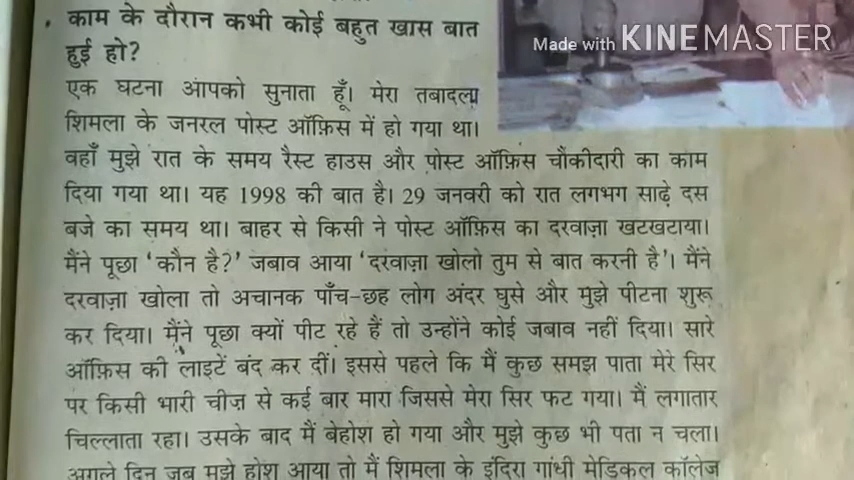 काम के दौरान कभी कोई बहुत खास बात
हुई हो?
Made with KINEMASTER
एक घटना आपको सुनाता हूँ। मेरा तबादला
शिमला के जनरल पोस्ट ऑफ़िस में हो गया था।
वहाँ मुझे रात के समय रैस्ट हाउस और पोस्ट ऑफ़िस चौकीदारी का काम
दिया गया था। यह 1998 की बात है। 29 जनवरी को रात लगभग साढ़े दस
बजे का समय था। बाहर से किसी ने पोस्ट ऑफ़िस का दरवाज़ा खटखटाया।
मैंने पूछा ‘कौन है?’ जबाव आया ‘दरवाज़ा खोलो तुम से बात करनी है’। मैंने
दरवाज़ा खोला तो अचानक पाँच-छह लोग अंदर घुसे और मुझे पीटना शुरू
कर दिया। मैंने पूछा क्यों पीट रहे हैं तो उन्होंने कोई जबाव नहीं दिया। सारे
ऑफ़िस की लाइटें बंद कर दीं। इससे पहले कि मैं कुछ समझ पाता मेरे सिर
पर किसी भारी चीज़ से कई बार मारा जिससे मेरा सिर फट गया। मैं लगातार
चिल्लाता रहा। उसके बाद मैं बेहोश हो गया और मुझे कुछ भी पता न चला।
अगले दिन जब मुझे होश आया तो मैं शिमला के इंदिरा गांधी मेडिकल कॉलेज